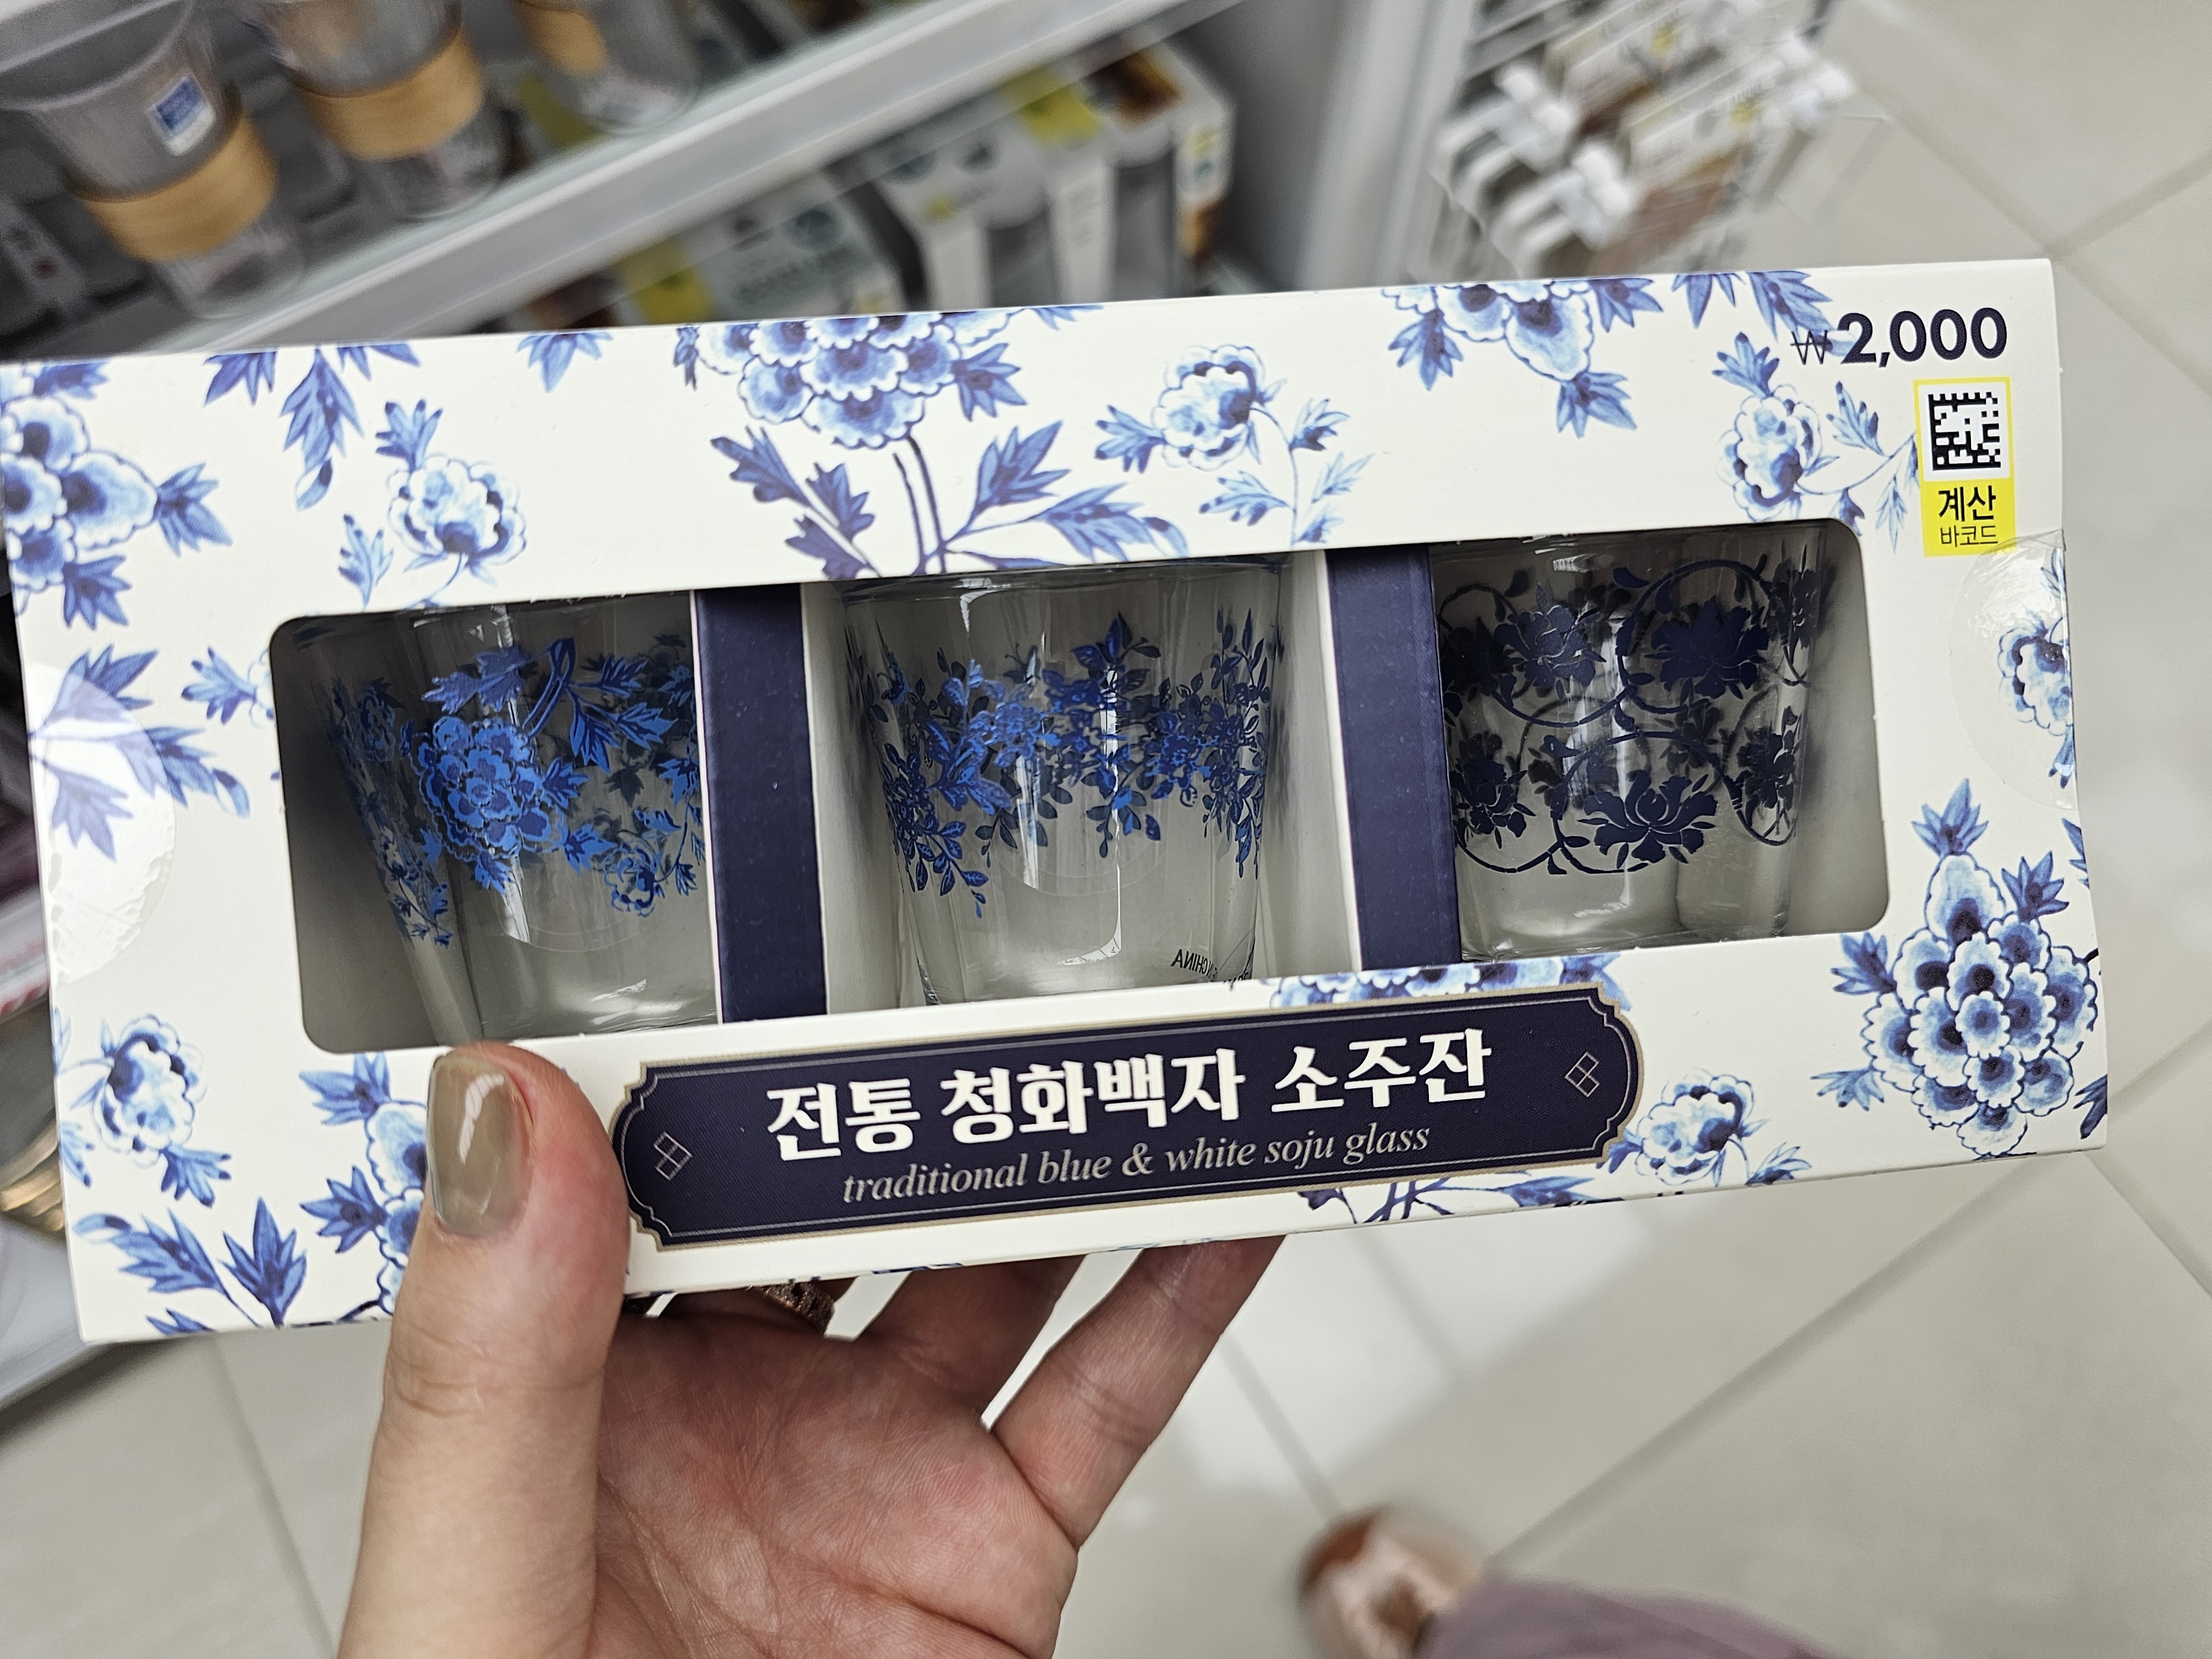 ₩2,000
계산
바코드
CHINA
전통 청화백자 소주잔
traditional blue & white soju glass